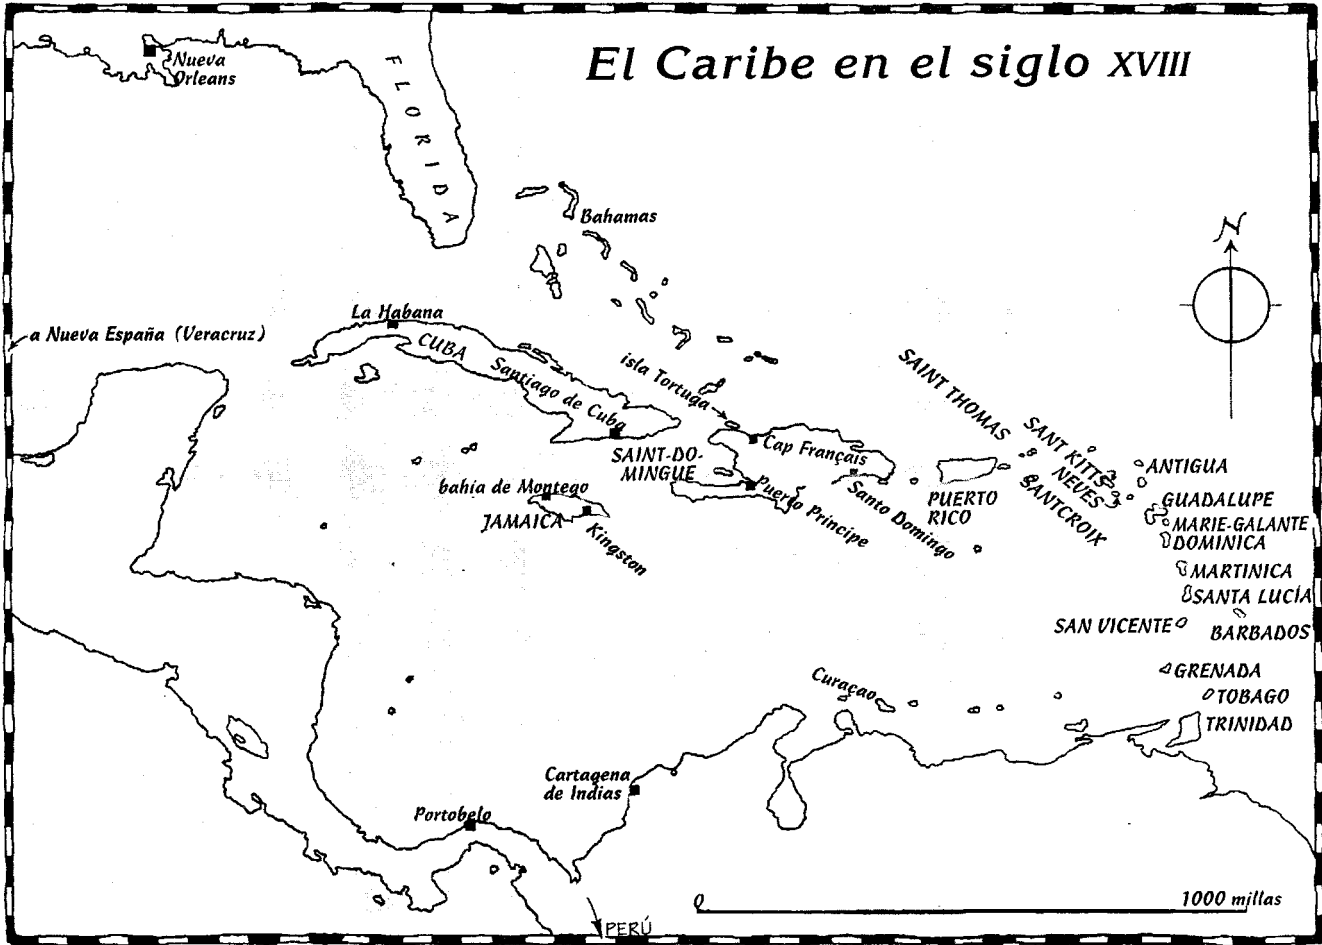 El Caribe en el siglo XVIII
Nueva
Orleans
FLORIDA
Bahamas
N
La Habana
a Nueva España (Veracruz)
CUBA
Santiago de Cuba
isla Tortuga
SAINT THOMAS
SANT KITTS
NEVES
SANTCROIX
Cap Français
SAINT-DO-
MINGUE
ANTIGUA
bahía de Montego
JAMAICA
Kingston
Puerto Principe
Santo Domingo
PUERTO
RICO
GUADALUPE
MARIE-GALANTE
DOMINICA
MARTINICA
SANTA LUCÍA
SAN VICENTE
BARBADOS
GRENADA
Curaçao
TOBAGO
TRINIDAD
Cartagena
de Indias
Portobelo
0
1000 millas
PERÚ